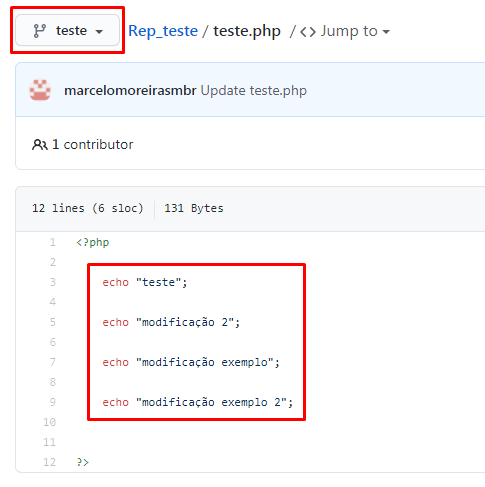 teste Rep_teste / teste.php / <> Jump to
marcelomoreirasmbr Update teste.php
1 contributor
12 lines (6 sloc) 131 Bytes
1 <?php
2
3 echo "teste";
4
5 echo "modificação 2";
6
7 echo "modificação exemplo";
8
9 echo "modificação exemplo 2";
10
11
12 ?>